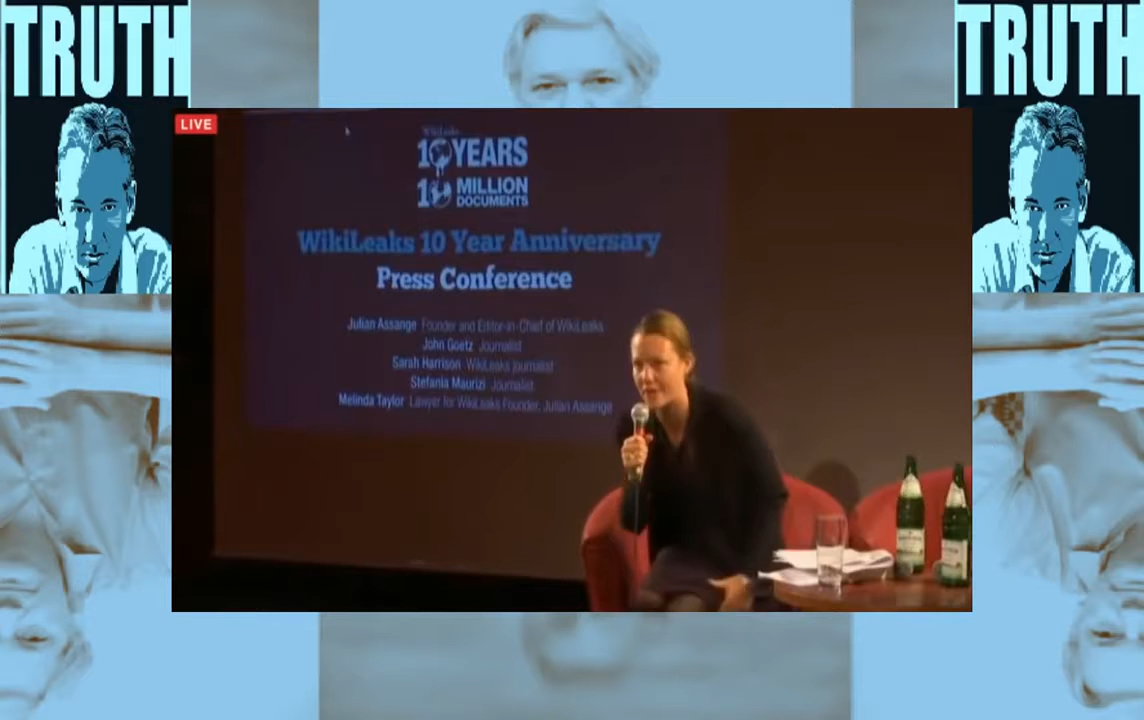 TRUTH
TRUTH
LIVE
WikiLeaks
10 YEARS
10 MILLION
DOCUMENTS
WikiLeaks 10 Year Anniversary
Press Conference
Julian Assange Founder and Editor-in-Chief of WikiLeaks
John Goetz Journalist
Sarah Harrison WikiLeaks journalist
Stefania Maurizi Journalist
Melinda Taylor Lawyer for WikiLeaks Founder, Julian Assange